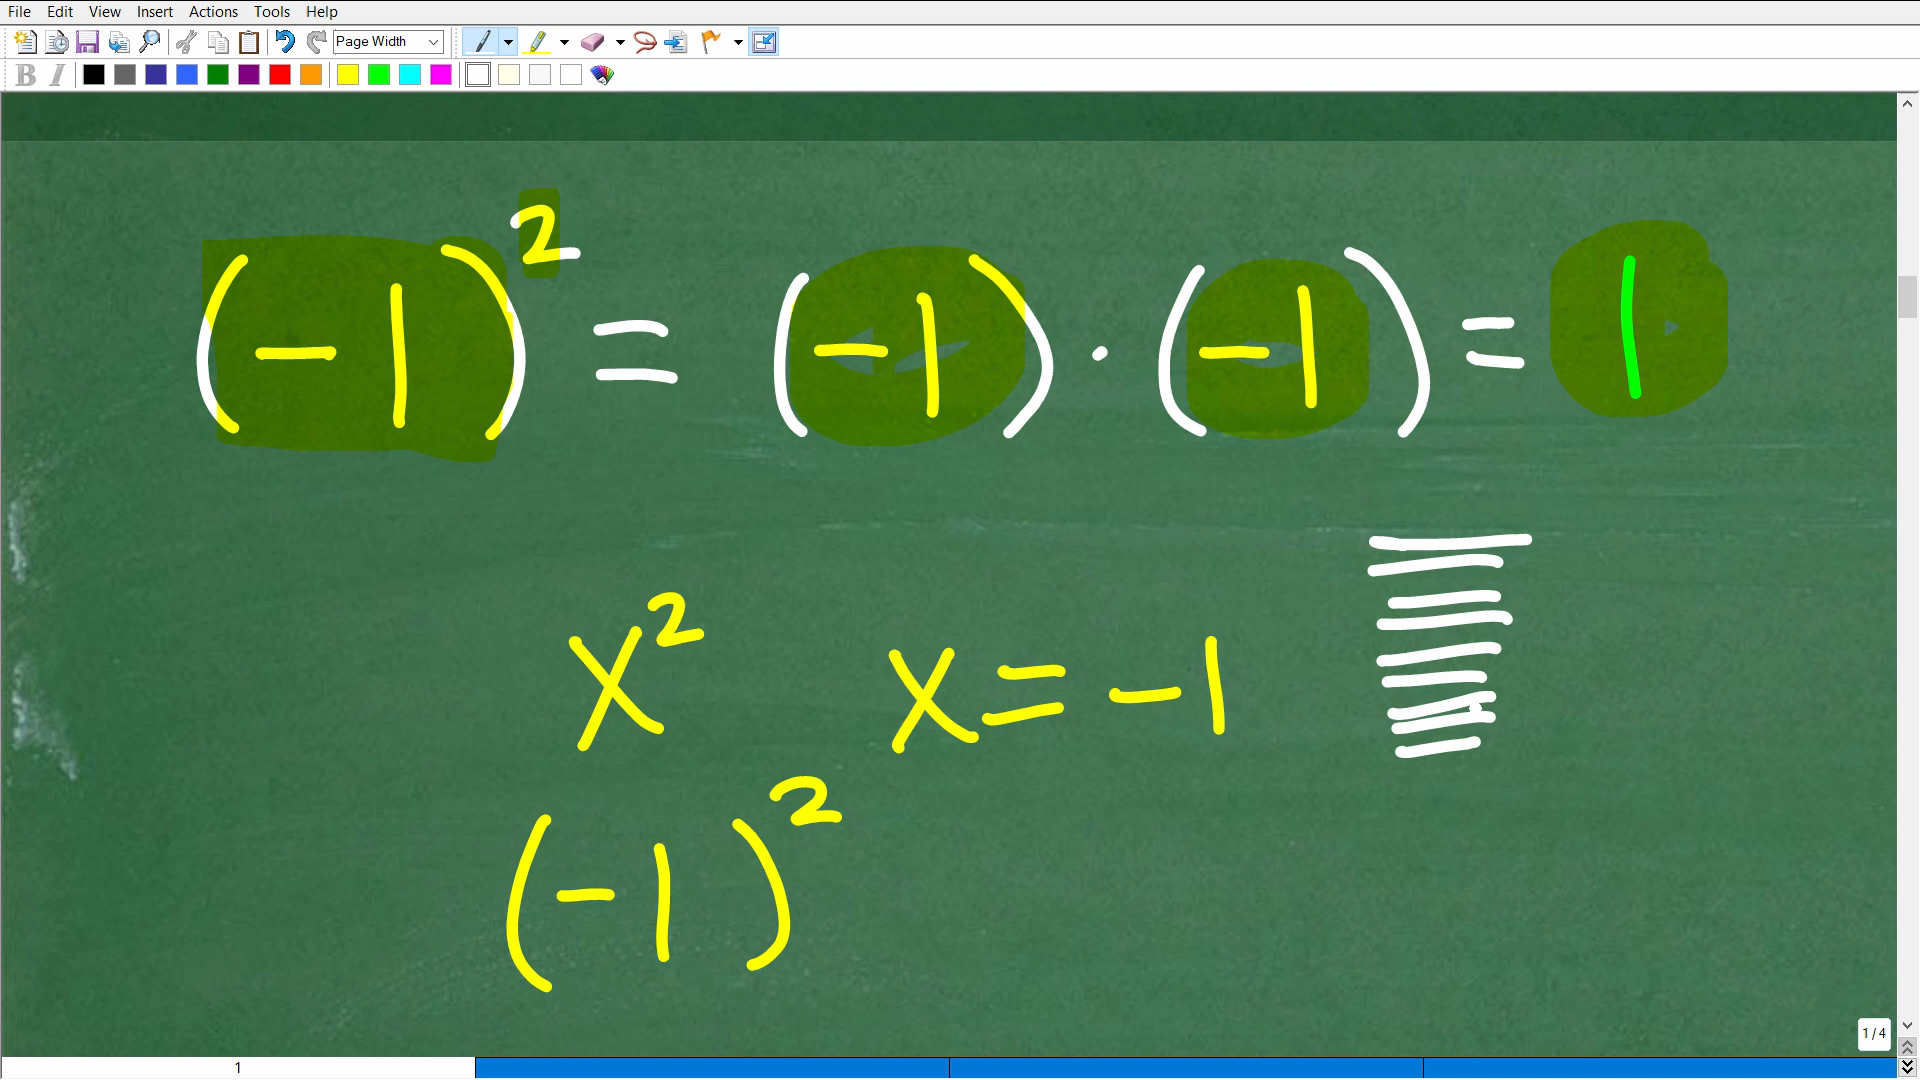 File Edit View Insert Actions Tools Help
Page Width
B I
(-1)² = (-1) · (-1) = 1
x² x = -1
(-1)²
1/4
1